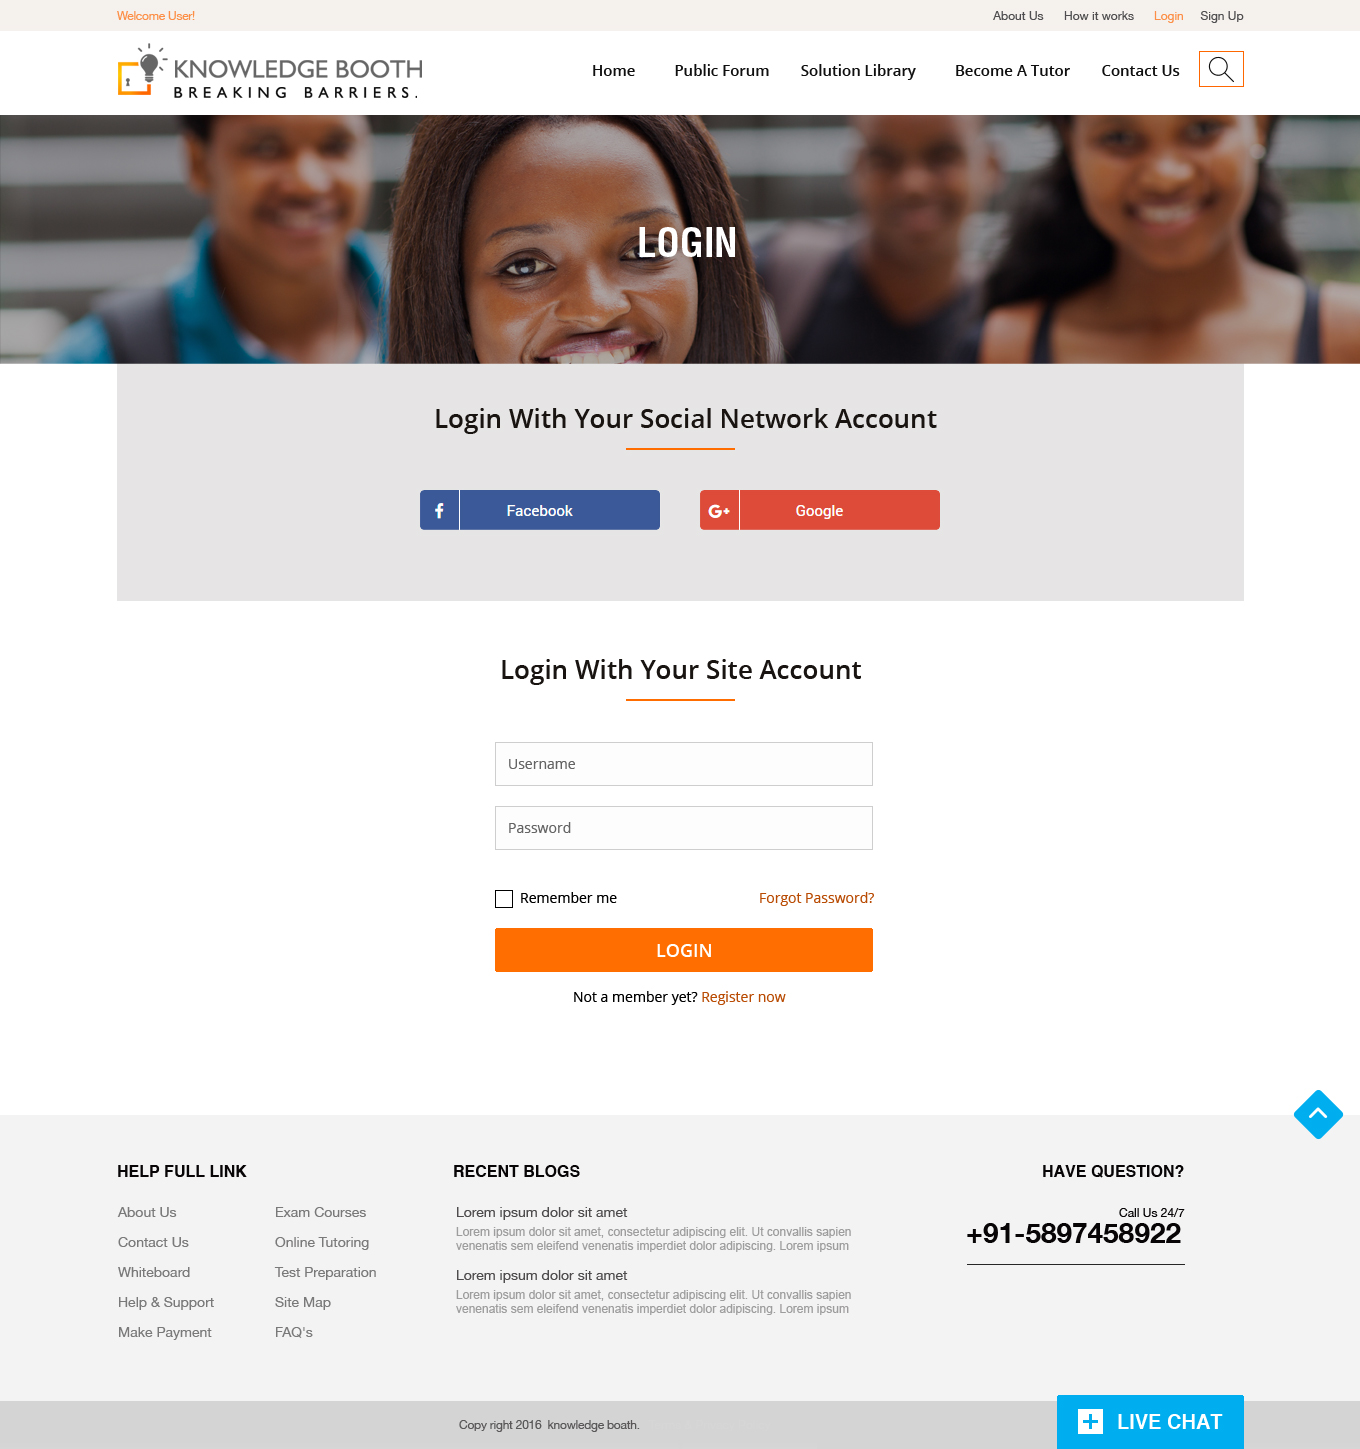 Welcome User!
About Us How it works Login Sign Up
KNOWLEDGE BOOTH
BREAKING BARRIERS.
Home Public Forum Solution Library Become A Tutor Contact Us
LOGIN
Login With Your Social Network Account
f Facebook
G+ Google
Login With Your Site Account
Username
Password
Remember me
Forgot Password?
LOGIN
Not a member yet? Register now
HELP FULL LINK
About Us
Contact Us
Whiteboard
Help & Support
Make Payment
Exam Courses
Online Tutoring
Test Preparation
Site Map
FAQ's
RECENT BLOGS
Lorem ipsum dolor sit amet
Lorem ipsum dolor sit amet, consectetur adipiscing elit. Ut convallis sapien
venenatis sem eleifend venenatis imperdiet dolor adipiscing. Lorem ipsum
Lorem ipsum dolor sit amet
Lorem ipsum dolor sit amet, consectetur adipiscing elit. Ut convallis sapien
venenatis sem eleifend venenatis imperdiet dolor adipiscing. Lorem ipsum
HAVE QUESTION?
Call Us 24/7
+91-5897458922
Copy right 2016 knowledge boath.
LIVE CHAT